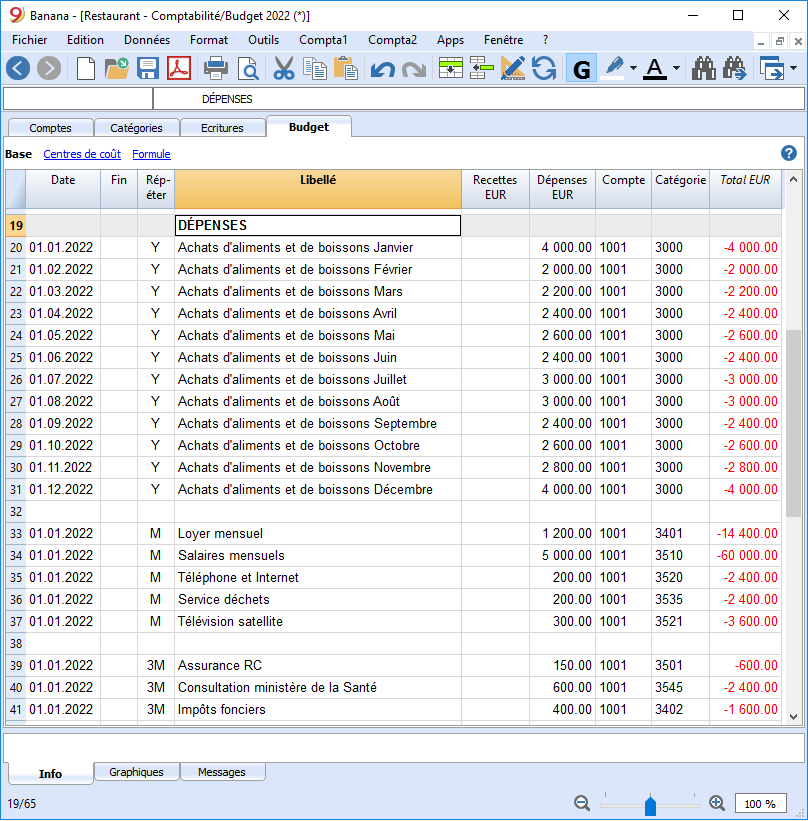 Banana - [Restaurant - Comptabilité/Budget 2022 (*)]
Fichier Edition Données Format Outils Compta1 Compta2 Apps Fenêtre ?
G A
DÉPENSES
Comptes Catégories Ecritures Budget
Base Centres de coût Formule ?
Date Fin Rép-éter Libellé Recettes EUR Dépenses EUR Compte Catégorie Total EUR
19 DÉPENSES
20 01.01.2022 Y Achats d'aliments et de boissons Janvier 4 000.00 1001 3000 -4 000.00
21 01.02.2022 Y Achats d'aliments et de boissons Février 2 000.00 1001 3000 -2 000.00
22 01.03.2022 Y Achats d'aliments et de boissons Mars 2 200.00 1001 3000 -2 200.00
23 01.04.2022 Y Achats d'aliments et de boissons Avril 2 400.00 1001 3000 -2 400.00
24 01.05.2022 Y Achats d'aliments et de boissons Mai 2 600.00 1001 3000 -2 600.00
25 01.06.2022 Y Achats d'aliments et de boissons Juin 2 400.00 1001 3000 -2 400.00
26 01.07.2022 Y Achats d'aliments et de boissons Juillet 3 000.00 1001 3000 -3 000.00
27 01.08.2022 Y Achats d'aliments et de boissons Août 3 000.00 1001 3000 -3 000.00
28 01.09.2022 Y Achats d'aliments et de boissons Septembre 2 400.00 1001 3000 -2 400.00
29 01.10.2022 Y Achats d'aliments et de boissons Octobre 2 600.00 1001 3000 -2 600.00
30 01.11.2022 Y Achats d'aliments et de boissons Novembre 2 800.00 1001 3000 -2 800.00
31 01.12.2022 Y Achats d'aliments et de boissons Décembre 4 000.00 1001 3000 -4 000.00
32
33 01.01.2022 M Loyer mensuel 1 200.00 1001 3401 -14 400.00
34 01.01.2022 M Salaires mensuels 5 000.00 1001 3510 -60 000.00
35 01.01.2022 M Téléphone et Internet 200.00 1001 3520 -2 400.00
36 01.01.2022 M Service déchets 200.00 1001 3535 -2 400.00
37 01.01.2022 M Télévision satellite 300.00 1001 3521 -3 600.00
38
39 01.01.2022 3M Assurance RC 150.00 1001 3501 -600.00
40 01.01.2022 3M Consultation ministère de la Santé 600.00 1001 3545 -2 400.00
41 01.01.2022 3M Impôts fonciers 400.00 1001 3402 -1 600.00
Info Graphiques Messages
19/65 100 %